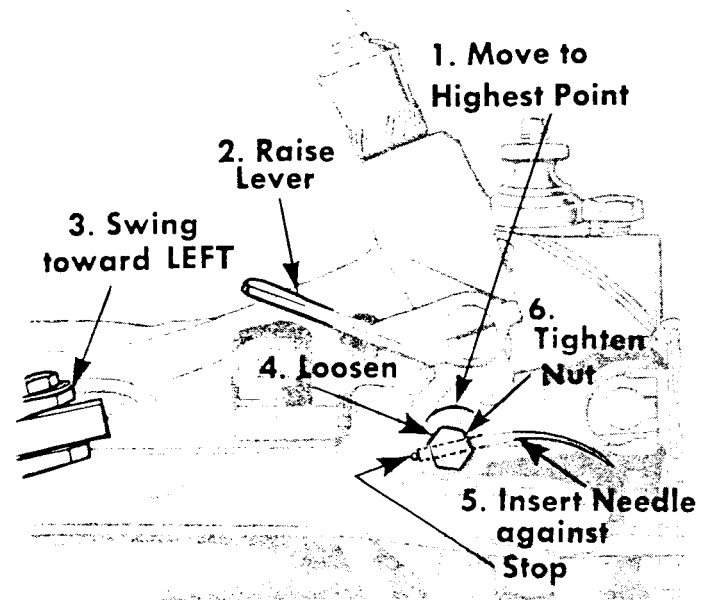 1. Move to
Highest Point
2. Raise
Lever
3. Swing
toward LEFT
4. Loosen
5. Insert Needle
against
Stop
6.
Tighten
Nut